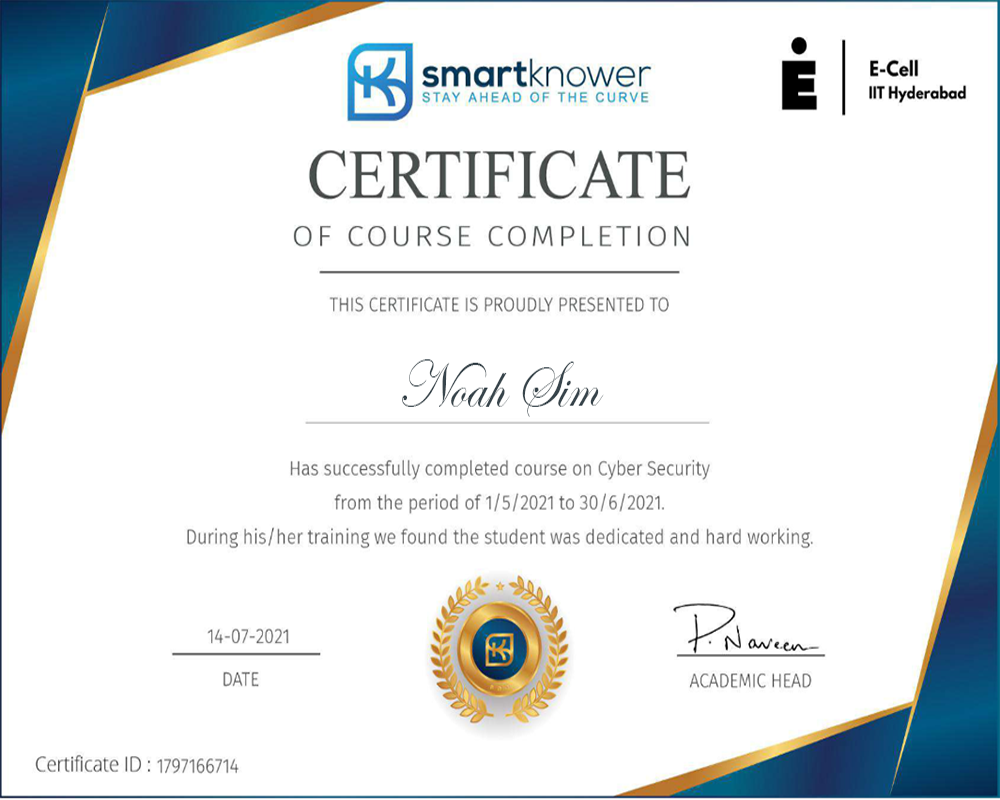 smartknower
STAY AHEAD OF THE CURVE
E-Cell
IIT Hyderabad
CERTIFICATE
OF COURSE COMPLETION
THIS CERTIFICATE IS PROUDLY PRESENTED TO
Noah Sim
Has successfully completed course on Cyber Security
from the period of 1/5/2021 to 30/6/2021.
During his/her training we found the student was dedicated and hard working.
14-07-2021
DATE
P. Naveen
ACADEMIC HEAD
Certificate ID : 1797166714